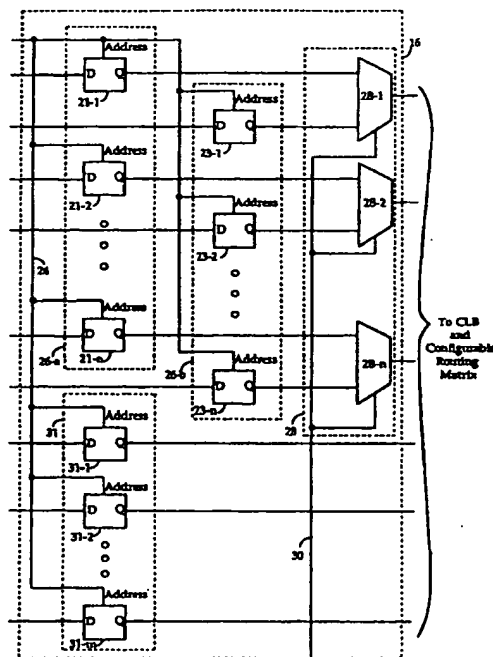 16
Address
D Q
21-1
Address
D Q
23-1
28-1
Address
D Q
21-2
Address
D Q
23-2
28-2
24
Address
D Q
21-n
26-a
26-b
Address
D Q
23-n
28-n
28
To CLB
and
Configurable
Routing
Matrix
31
Address
D Q
31-1
Address
D Q
31-2
30
Address
D Q
31-m